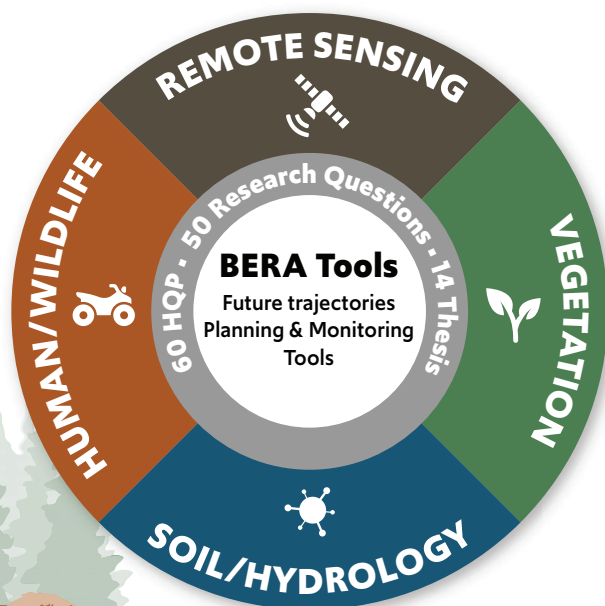 REMOTE SENSING
HUMAN/WILDLIFE
VEGETATION
60 HQP • 50 Research Questions • 14 Thesis
BERA Tools
Future trajectories
Planning & Monitoring
Tools
SOIL/HYDROLOGY